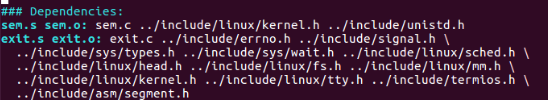 ### Dependencies:
sem.s sem.o: sem.c ../include/linux/kernel.h ../include/unistd.h
exit.s exit.o: exit.c ../include/errno.h ../include/signal.h \
../include/sys/types.h ../include/sys/wait.h ../include/linux/sched.h \
../include/linux/head.h ../include/linux/fs.h ../include/linux/mm.h \
../include/linux/kernel.h ../include/linux/tty.h ../include/termios.h \
../include/asm/segment.h